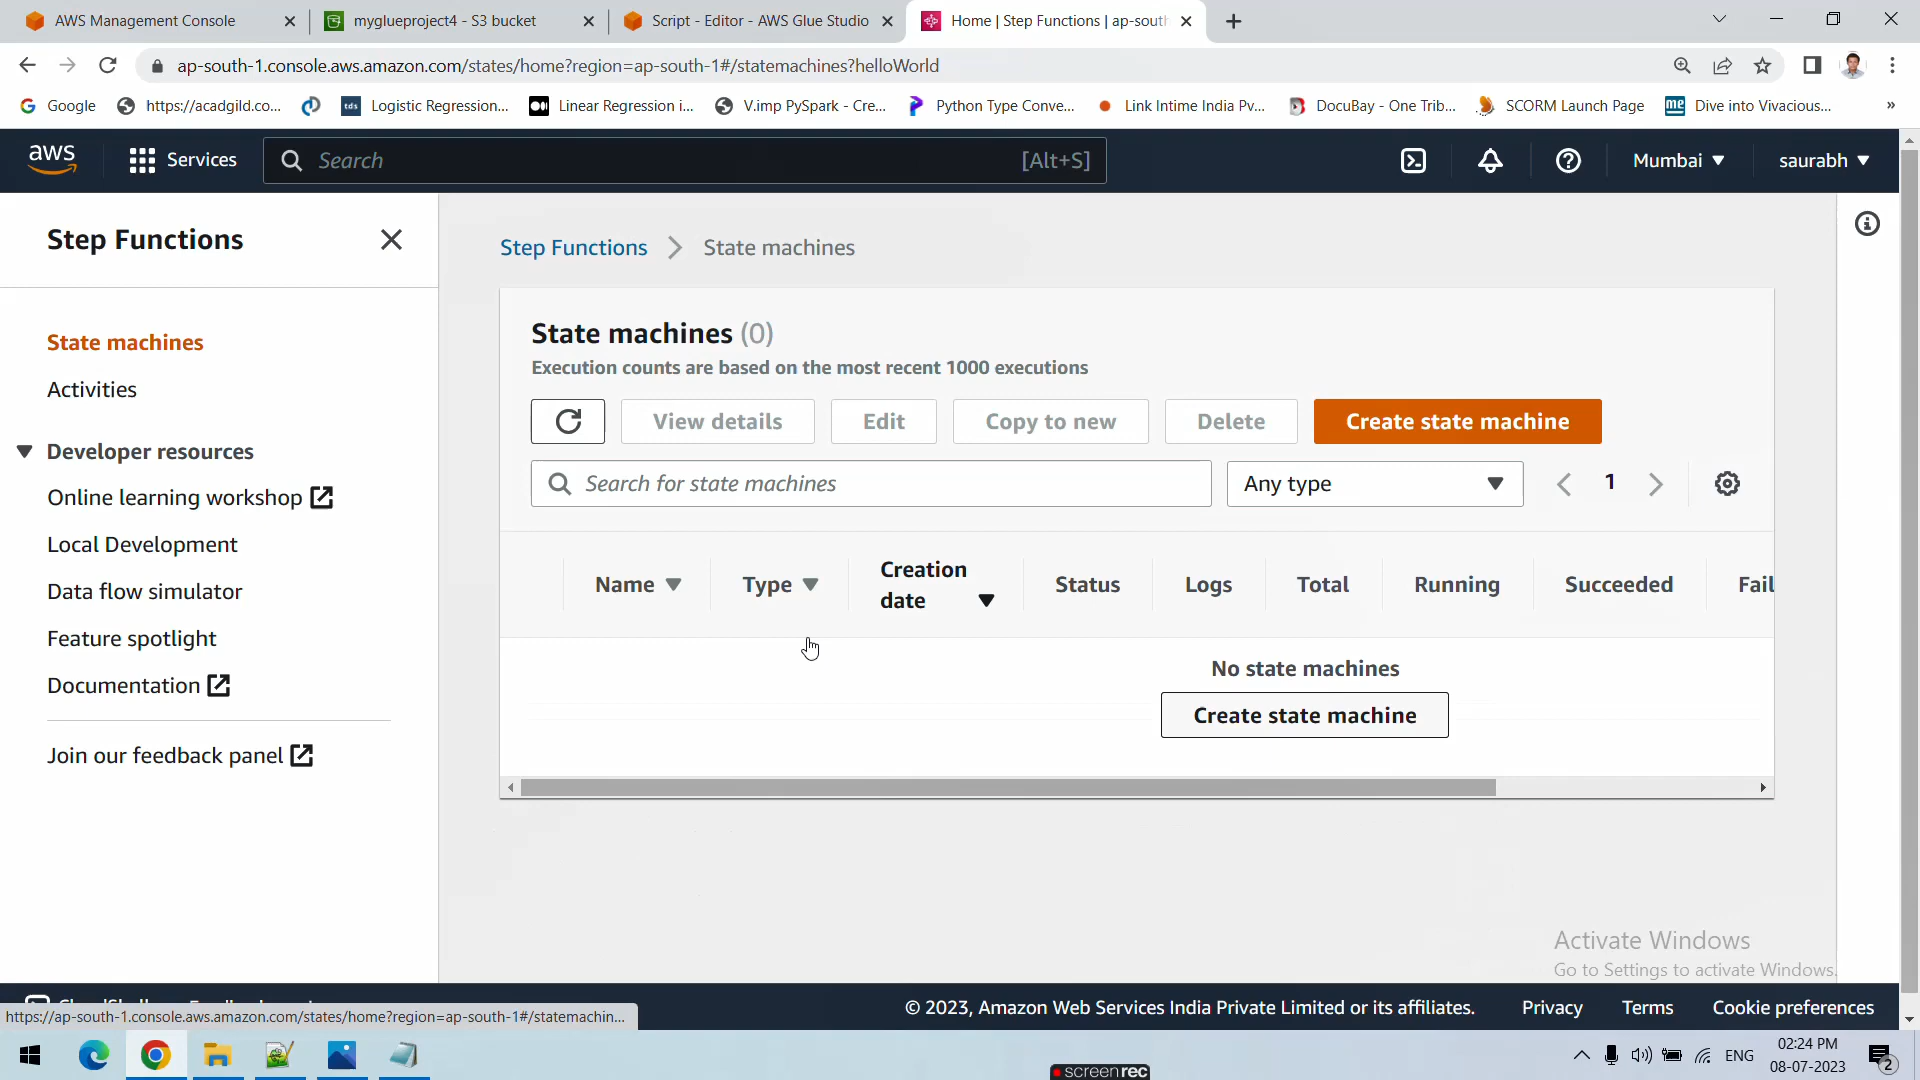 AWS Management Console
myglueproject4 - S3 bucket
Script - Editor - AWS Glue Studio
Home | Step Functions | ap-south
ap-south-1.console.aws.amazon.com/states/home?region=ap-south-1#/statemachines?helloWorld
Google
https://acadgild.co...
tds
Logistic Regression...
Linear Regression i...
V.imp PySpark - Cre...
Python Type Conve...
Link Intime India Pv...
DocuBay - One Trib...
SCORM Launch Page
me
Dive into Vivacious...
»
aws
Services
Search
[Alt+S]
Mumbai
saurabh
Step Functions
State machines
Activities
Developer resources
Online learning workshop
Local Development
Data flow simulator
Feature spotlight
Documentation
Join our feedback panel
Step Functions
State machines
State machines (0)
Execution counts are based on the most recent 1000 executions
View details
Edit
Copy to new
Delete
Create state machine
Search for state machines
Any type
1
Name
Type
Creation
date
Status
Logs
Total
Running
Succeeded
Fail
No state machines
Create state machine
Activate Windows
Go to Settings to activate Windows.
© 2023, Amazon Web Services India Private Limited or its affiliates.
Privacy
Terms
Cookie preferences
https://ap-south-1.console.aws.amazon.com/states/home?region=ap-south-1#/statemachin...
ENG
02:24 PM
08-07-2023
2
screenrec